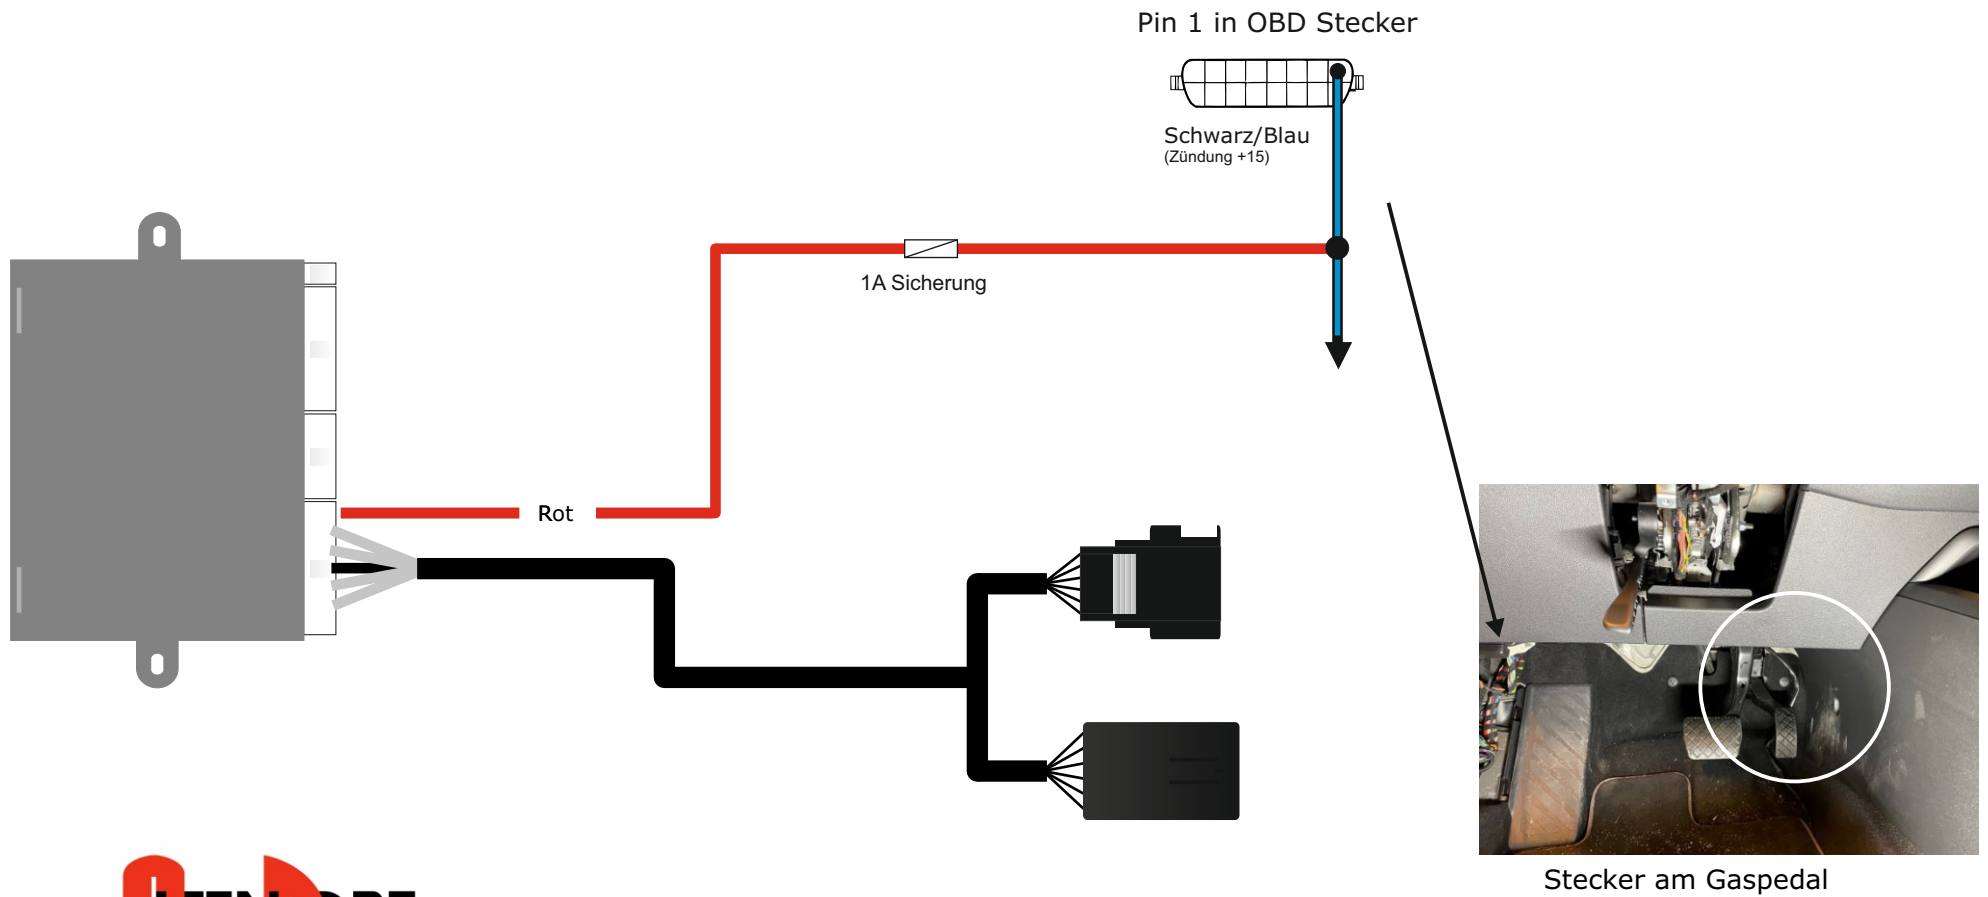 Pin 1 in OBD Stecker
Schwarz/Blau
(Zündung +15)
1A Sicherung
Rot
Stecker am Gaspedal